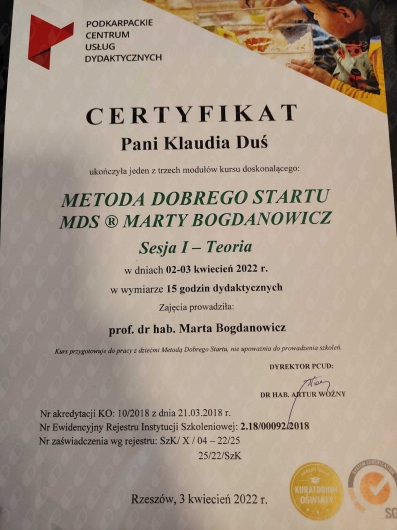 PODKARPACKIE
CENTRUM
USŁUG
DYDAKTYCZNYCH
CERTYFIKAT
Pani Klaudia Duś
ukończyła jeden z trzech modułów kursu doskonalącego:
METODA DOBREGO STARTU
MDS ® MARTY BOGDANOWICZ
Sesja I – Teoria
w dniach 02-03 kwiecień 2022 r.
w wymiarze 15 godzin dydaktycznych
Zajęcia prowadziła:
prof. dr hab. Marta Bogdanowicz
Kurs przygotowuje do pracy z dziećmi Metodą Dobrego Startu, nie upoważnia do prowadzenia szkoleń.
DYREKTOR PCUD:
DR HAB. ARTUR WOŹNY
Nr akredytacji KO: 10/2018 z dnia 21.03.2018 r.
Nr Ewidencyjny Rejestru Instytucji Szkoleniowej: 2.18/00092/2018
Nr zaświadczenia wg rejestru: SzK/ X / 04 – 22/25
25/22/SzK
KURATORIUM
OŚWIATY
SG
Rzeszów, 3 kwiecień 2022 r.